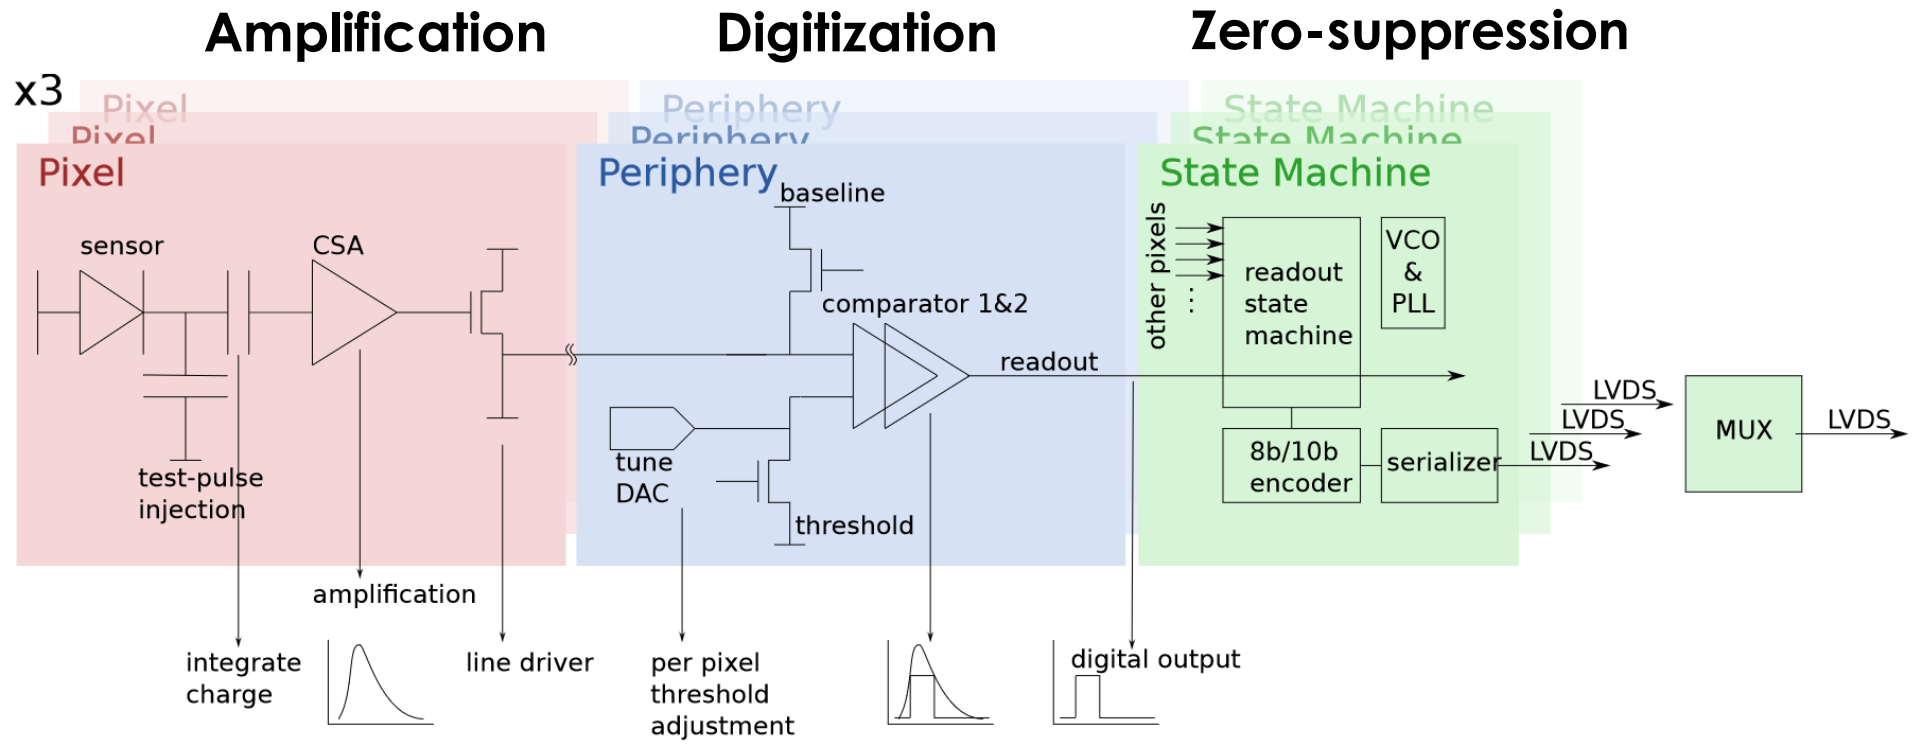 Amplification
Digitization
Zero-suppression
x3
Pixel
Periphery
State Machine
Pixel
Periphery
State Machine
Pixel
Periphery
State Machine
baseline
sensor
CSA
other pixels
VCO
&
PLL
readout
state
machine
...
comparator 1&2
readout
LVDS
LVDS
LVDS
MUX
LVDS
8b/10b
encoder
serializer
tune
DAC
test-pulse
injection
threshold
amplification
integrate
charge
line driver
per pixel
threshold
adjustment
digital output